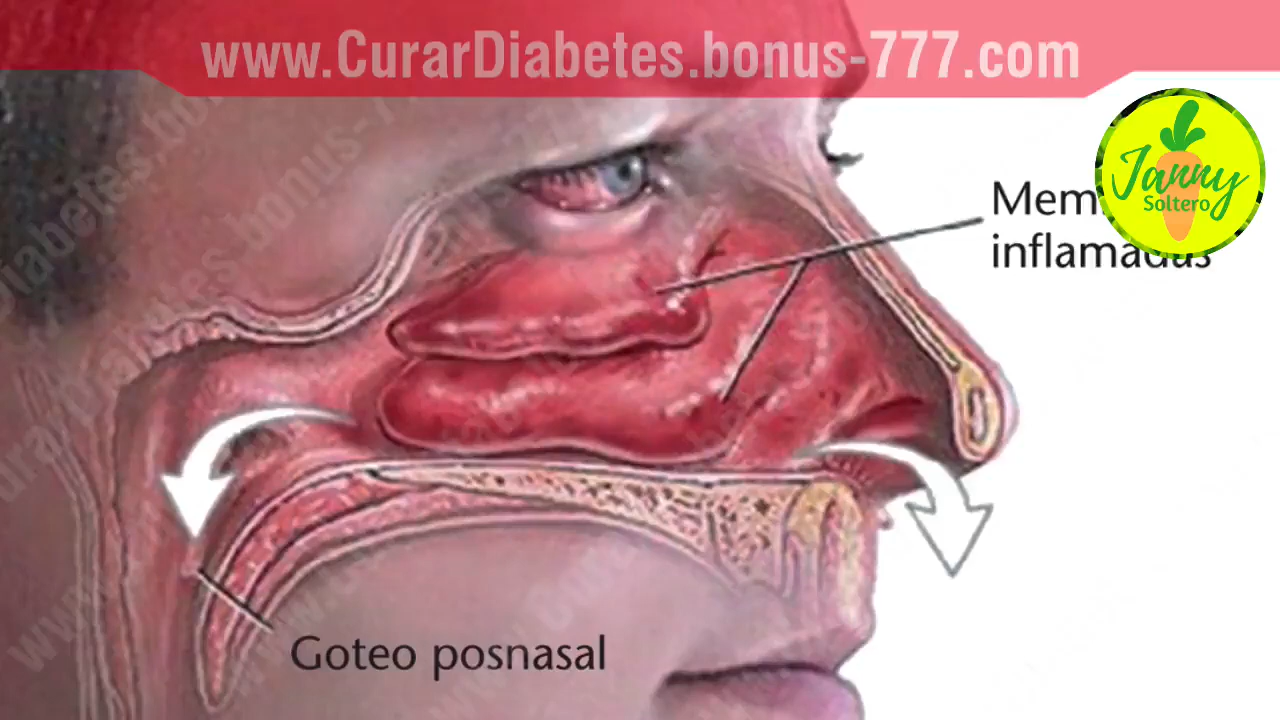 www.CurarDiabetes.bonus-777.com
Janny
Soltero
inflamadas
Goteo posnasal